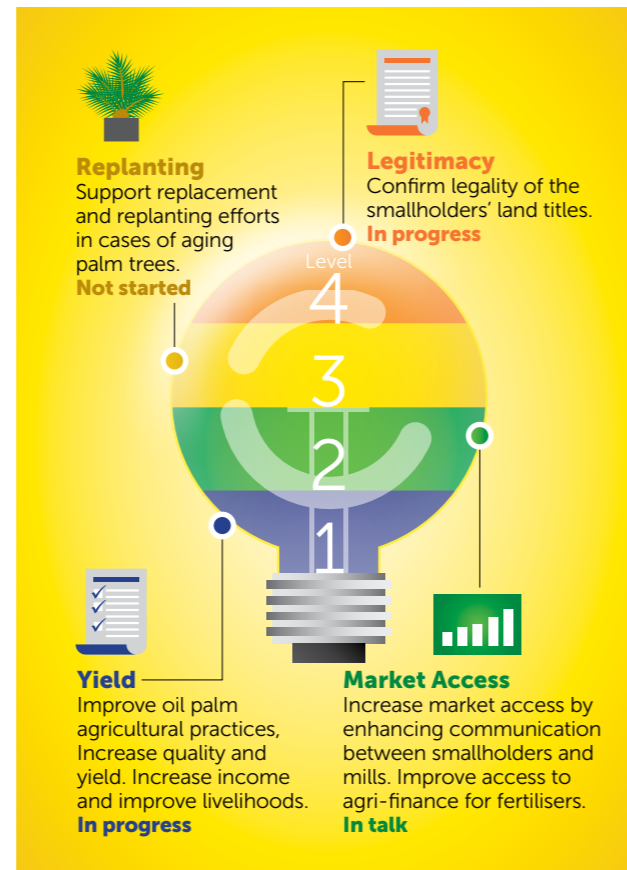 Replanting
Support replacement
and replanting efforts
in cases of aging
palm trees.
Not started
Legitimacy
Confirm legality of the
smallholders' land titles.
In progress
Level
4
3
2
1
Yield
Improve oil palm
agricultural practices,
Increase quality and
yield. Increase income
and improve livelihoods.
In progress
Market Access
Increase market access by
enhancing communication
between smallholders and
mills. Improve access to
agri-finance for fertilisers.
In talk